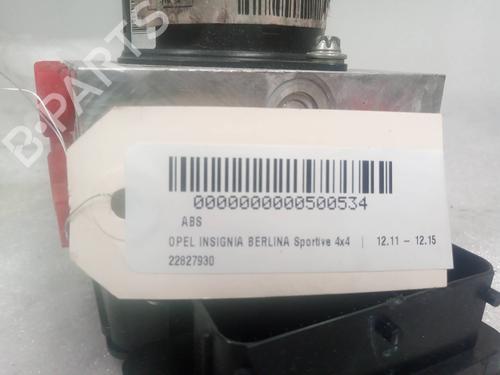 B-PARTS
0000000000500534
ABS
OPEL INSIGNIA BERLINA Sportive 4x4 | 12.11 – 12.15
22827930